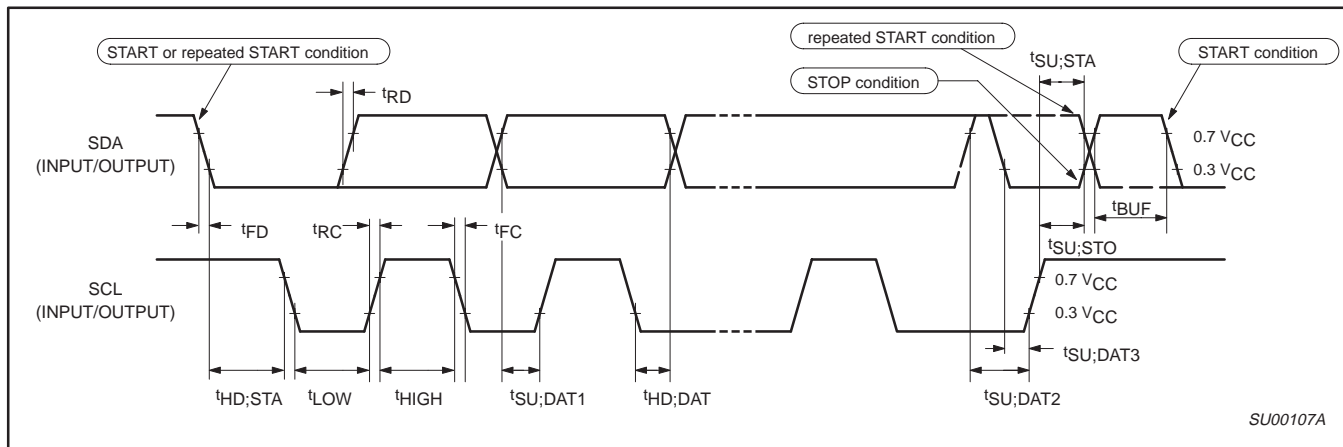 START or repeated START condition
repeated START condition
START condition
tSU;STA
STOP condition
tRD
SDA
(INPUT/OUTPUT)
0.7 VCC
0.3 VCC
tFD
tRC
tFC
tBUF
tSU;STO
SCL
(INPUT/OUTPUT)
0.7 VCC
0.3 VCC
tSU;DAT3
tHD;STA
tLOW
tHIGH
tSU;DAT1
tHD;DAT
tSU;DAT2
SU00107A